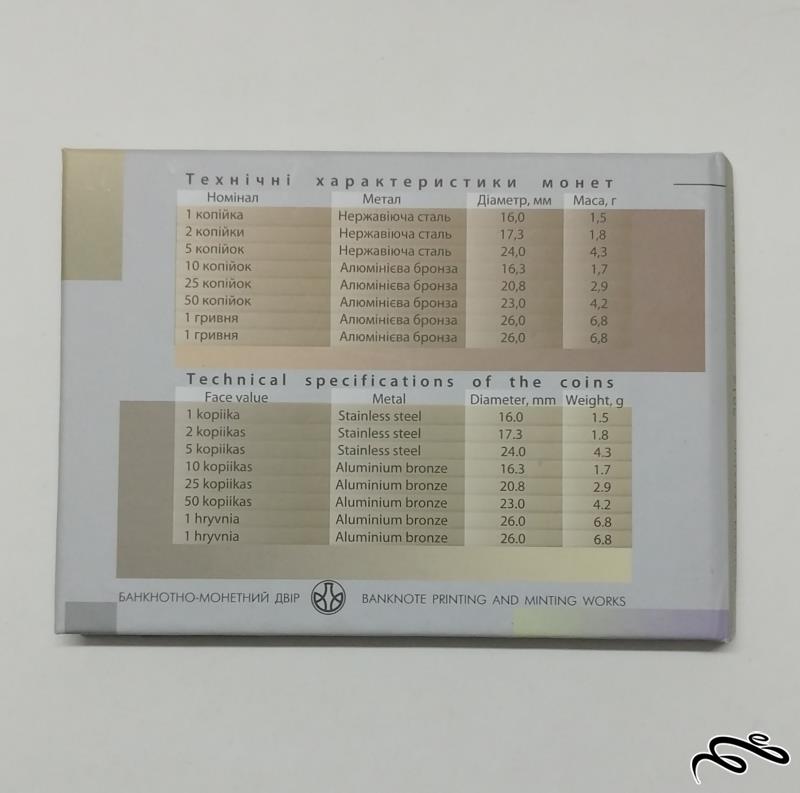 Технічні характеристики монет
Номінал Метал Діаметр, мм Маса, г
1 копійка Нержавіюча сталь 16,0 1,5
2 копійки Нержавіюча сталь 17,3 1,8
5 копійок Нержавіюча сталь 24,0 4,3
10 копійок Алюмінієва бронза 16,3 1,7
25 копійок Алюмінієва бронза 20,8 2,9
50 копійок Алюмінієва бронза 23,0 4,2
1 гривня Алюмінієва бронза 26,0 6,8
1 гривня Алюмінієва бронза 26,0 6,8
Technical specifications of the coins
Face value Metal Diameter, mm Weight, g
1 kopiika Stainless steel 16.0 1.5
2 kopiikas Stainless steel 17.3 1.8
5 kopiikas Stainless steel 24.0 4.3
10 kopiikas Aluminium bronze 16.3 1.7
25 kopiikas Aluminium bronze 20.8 2.9
50 kopiikas Aluminium bronze 23.0 4.2
1 hryvnia Aluminium bronze 26.0 6.8
1 hryvnia Aluminium bronze 26.0 6.8
БАНКНОТНО-МОНЕТНИЙ ДВІР BANKNOTE PRINTING AND MINTING WORKS